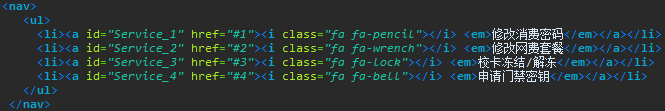 <nav>
<ul>
<li><a id="Service_1" href="#1"><i class="fa fa-pencil"></i> <em>修改消费密码</em></a></li>
<li><a id="Service_2" href="#2"><i class="fa fa-wrench"></i> <em>修改网费套餐</em></a></li>
<li><a id="Service_3" href="#3"><i class="fa fa-lock"></i> <em>校卡冻结/解冻</em></a></li>
<li><a id="Service_4" href="#4"><i class="fa fa-bell"></i> <em>申请门禁密钥</em></a></li>
</ul>
</nav>